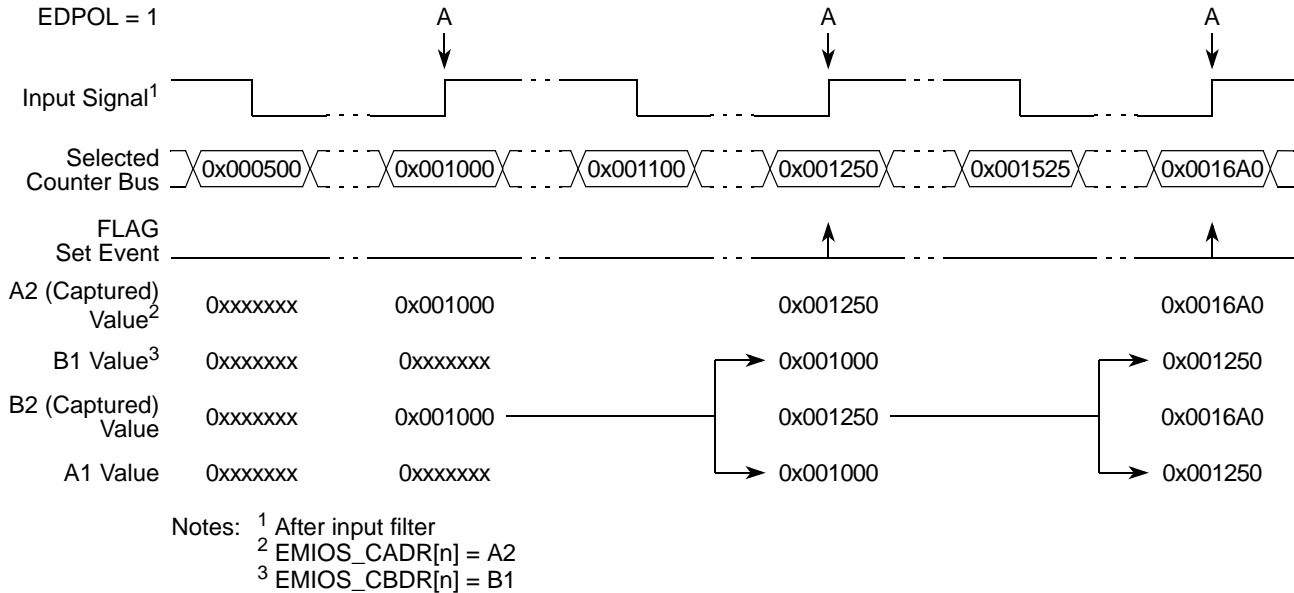 EDPOL = 1 A A A
Input Signal1
Selected
Counter Bus
0x000500 0x001000 0x001100 0x001250 0x001525 0x0016A0
FLAG
Set Event
A2 (Captured)
Value2
0xxxxxxx 0x001000 0x001250 0x0016A0
B1 Value3 0xxxxxxx 0xxxxxxx 0x001000 0x001250
B2 (Captured)
Value
0xxxxxxx 0x001000 0x001250 0x0016A0
A1 Value 0xxxxxxx 0xxxxxxx 0x001000 0x001250
Notes: 1 After input filter
2 EMIOS_CADR[n] = A2
3 EMIOS_CBDR[n] = B1